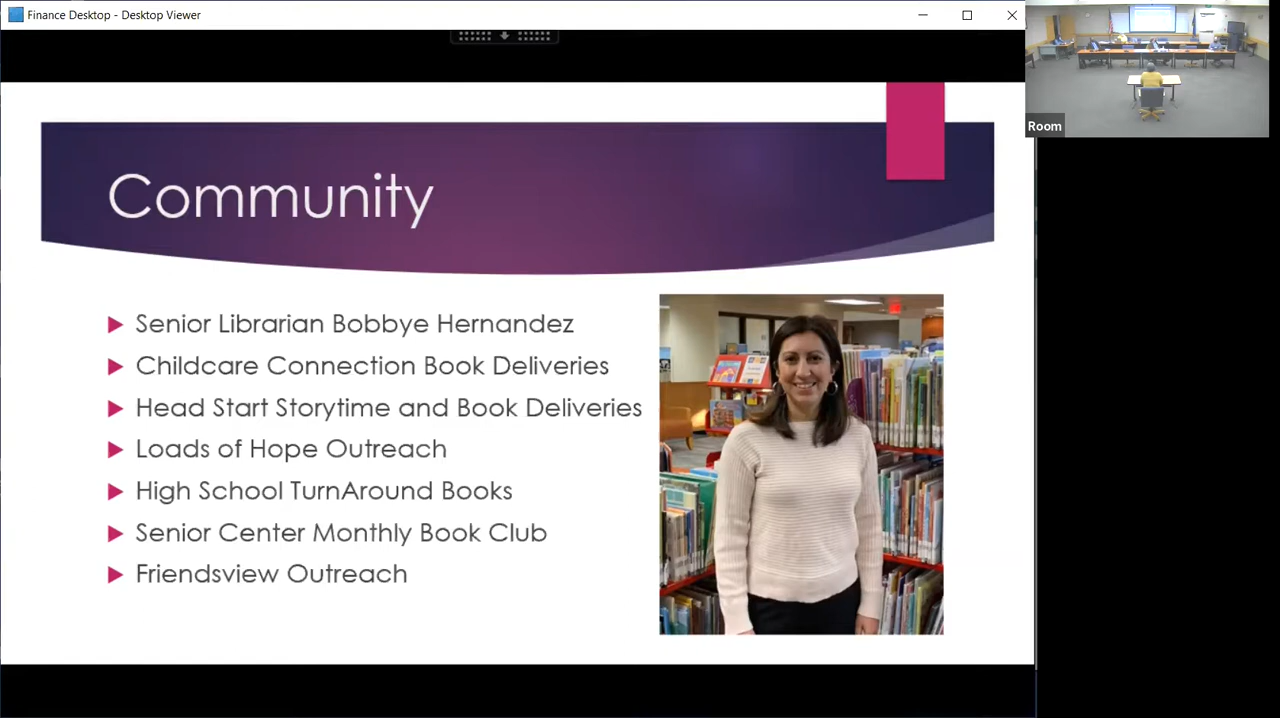 Finance Desktop - Desktop Viewer
Room
Community
Senior Librarian Bobbye Hernandez
Childcare Connection Book Deliveries
Head Start Storytime and Book Deliveries
Loads of Hope Outreach
High School TurnAround Books
Senior Center Monthly Book Club
Friendsview Outreach